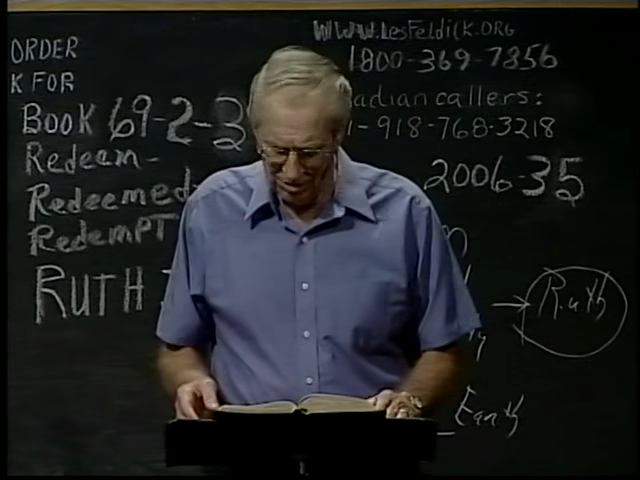 ORDER
K FOR
BOOK 69-2-3
Redeem-
Redeemed
RedempT
RUTH
WWW.LesFeldiCK.ORG
1800-369-7856
adian callers:
1-918-768-3218
2006-35
Ruth
Earth